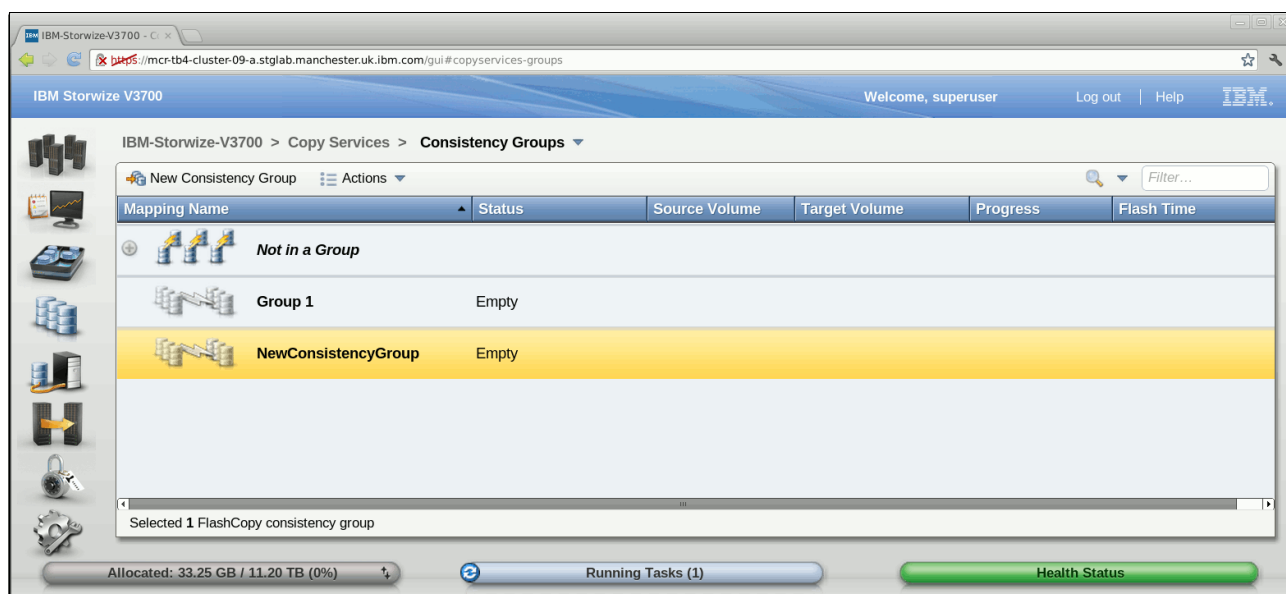 IBM-Storwize-V3700 - C
https://mcr-tb4-cluster-09-a.stglab.manchester.uk.ibm.com/gui#copyservices-groups
IBM Storwize V3700 Welcome, superuser Log out | Help IBM.
IBM-Storwize-V3700 > Copy Services > Consistency Groups
New Consistency Group Actions Filter...
Mapping Name Status Source Volume Target Volume Progress Flash Time
Not in a Group
Group 1 Empty
NewConsistencyGroup Empty
Selected 1 FlashCopy consistency group
Allocated: 33.25 GB / 11.20 TB (0%) Running Tasks (1) Health Status